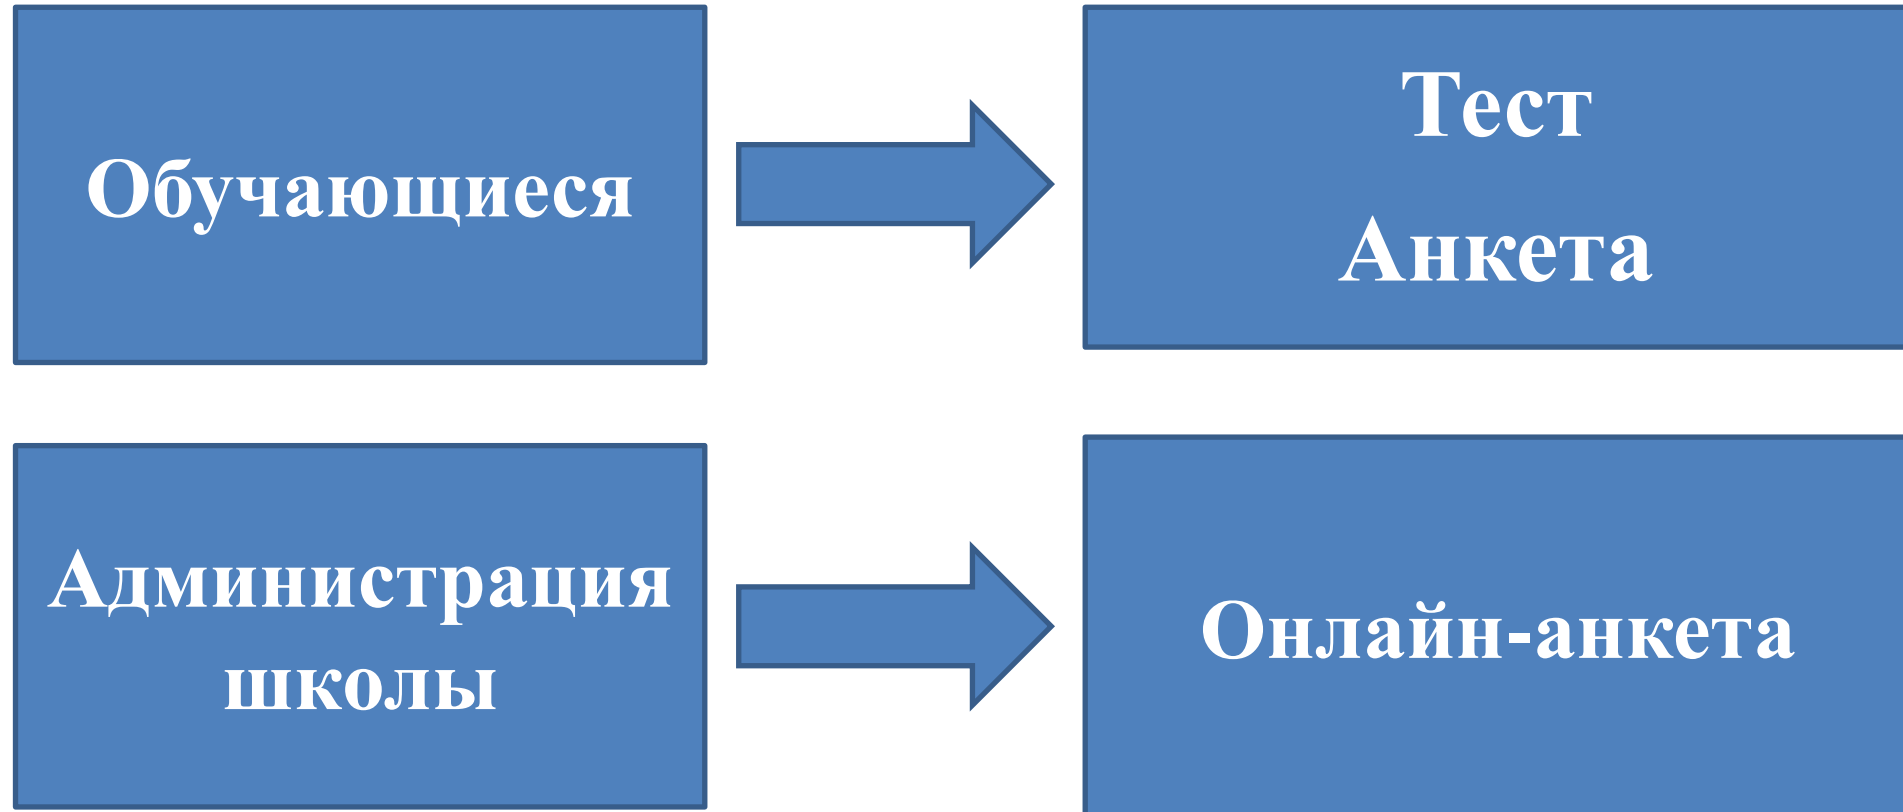 Обучающиеся
Тест
Анкета
Администрация
школы
Онлайн-анкета